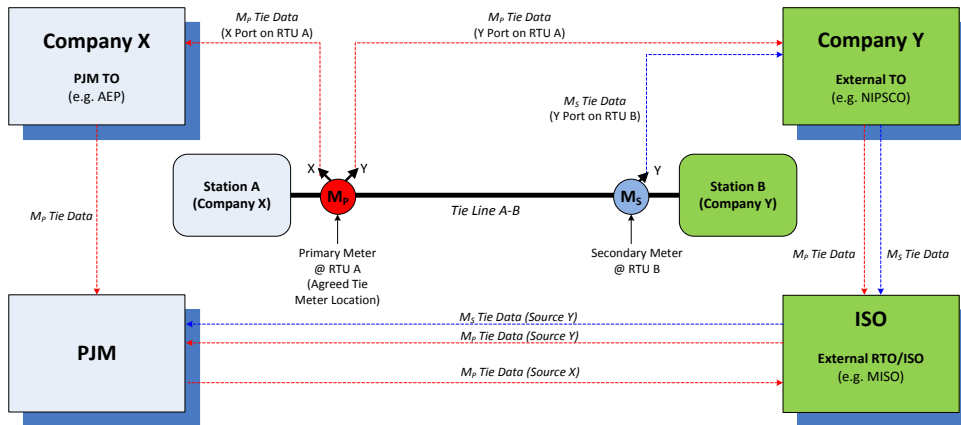 Company X
PJM TO
(e.g. AEP)
MP Tie Data
(X Port on RTU A)
MP Tie Data
(Y Port on RTU A)
Company Y
External TO
(e.g. NIPSCO)
MS Tie Data
(Y Port on RTU B)
X
Y
Y
Station A
(Company X)
MP
Tie Line A-B
MS
Station B
(Company Y)
MP Tie Data
Primary Meter
@ RTU A
(Agreed Tie
Meter Location)
Secondary Meter
@ RTU B
MP Tie Data
MS Tie Data
PJM
MS Tie Data (Source Y)
MP Tie Data (Source Y)
MP Tie Data (Source X)
ISO
External RTO/ISO
(e.g. MISO)